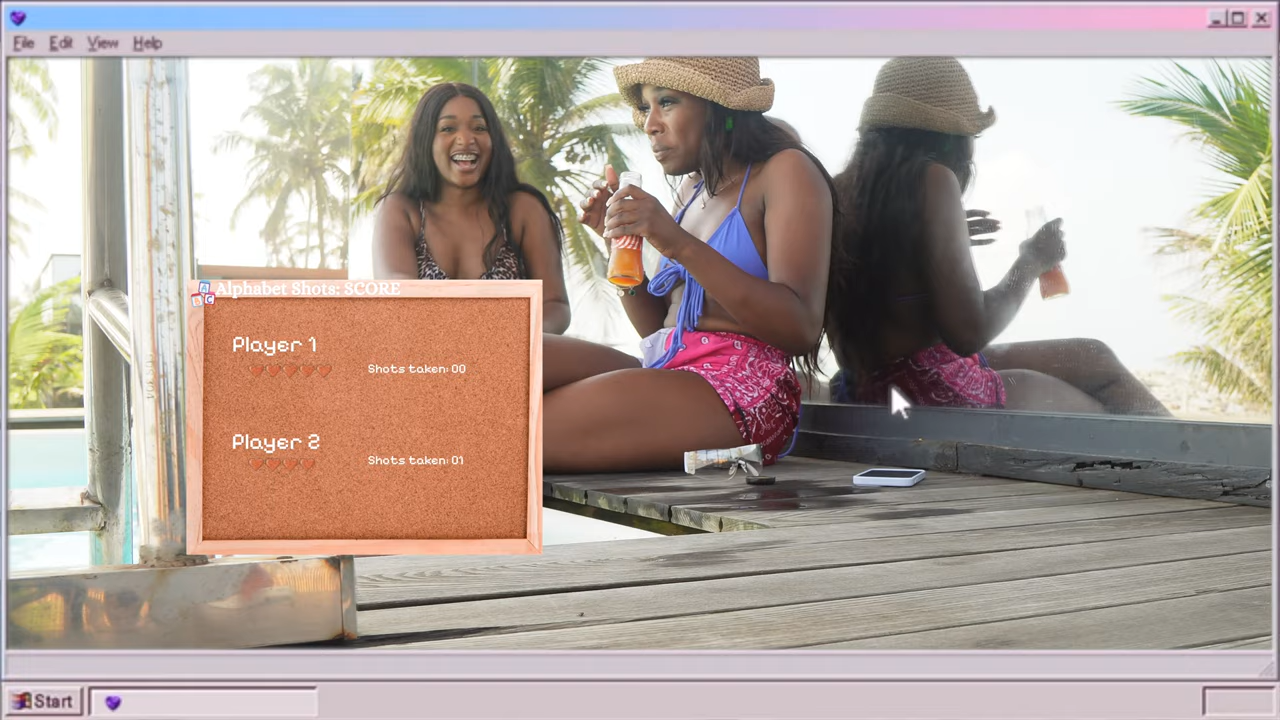 File Edit View Help
Alphabet Shots: SCORE
Player 1
Shots taken: 00
Player 2
Shots taken: 01
Start